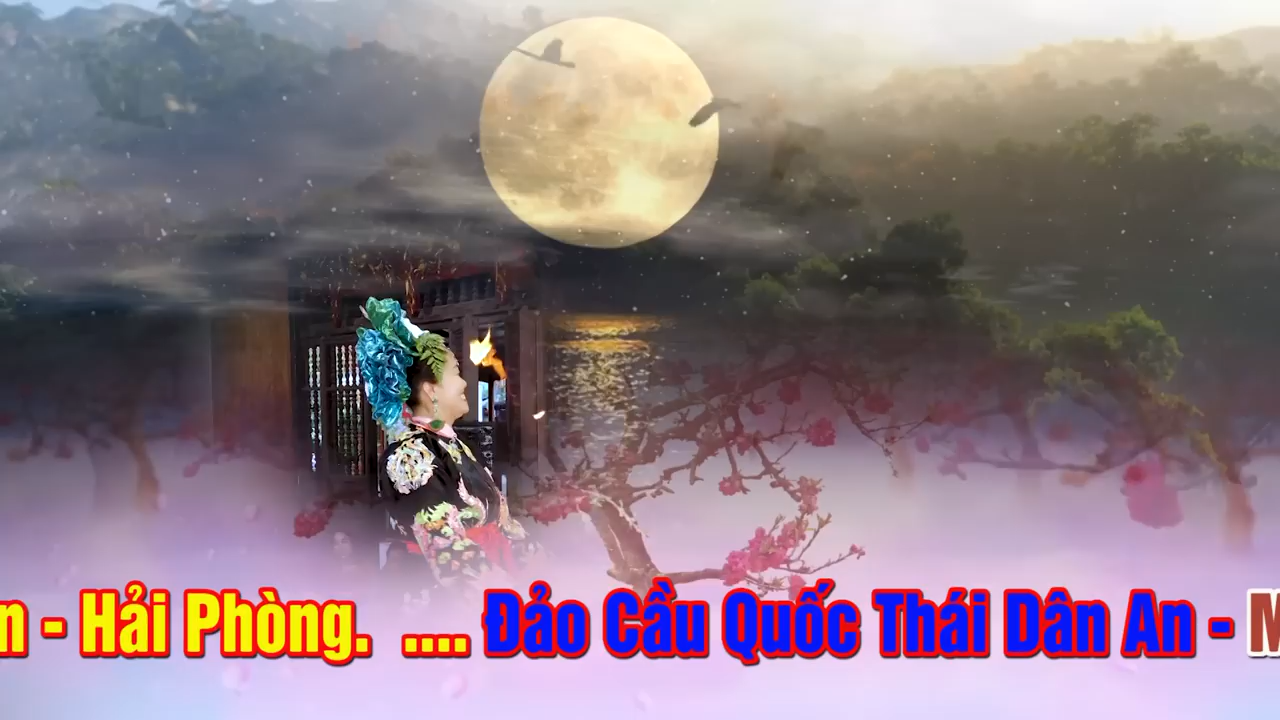 n - Hải Phòng. .... Đảo Cầu Quốc Thái Dân An - M